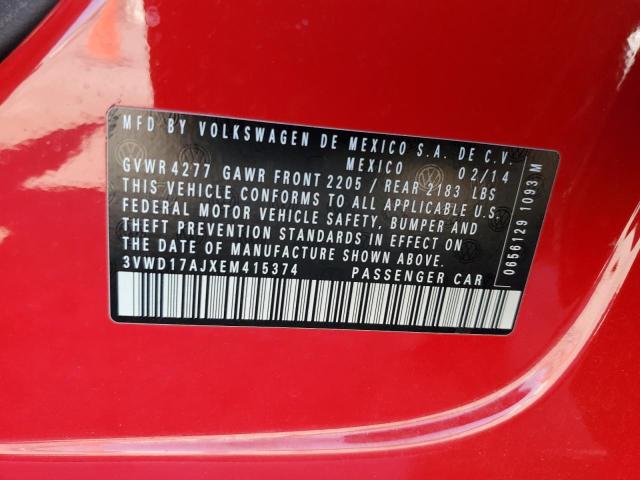 MFD BY VOLKSWAGEN DE MEXICO S.A. DE C.V.
MEXICO 02/14
GVWR 4277 GAWR FRONT 2205 / REAR 2183 LBS
THIS VEHICLE CONFORMS TO ALL APPLICABLE U.S.
FEDERAL MOTOR VEHICLE SAFETY, BUMPER AND
THEFT PREVENTION STANDARDS IN EFFECT ON
THE DATE OF MANUFACTURE SHOWN ABOVE.
3VWD17AJXEM415374 PASSENGER CAR
0656129 1093 M